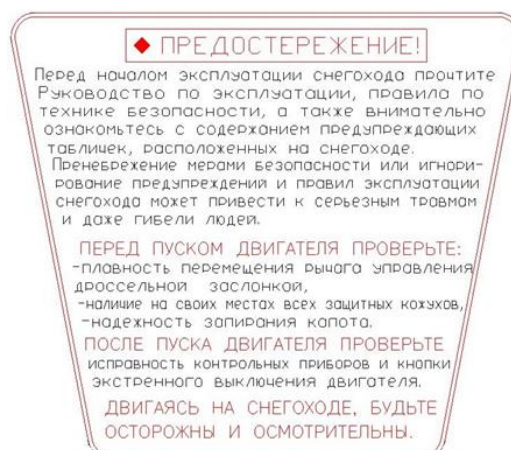 ПРЕДОСТЕРЕЖЕНИЕ!
Перед началом эксплуатации снегохода прочтите
Руководство по эксплуатации, правила по
технике безопасности, а также внимательно
ознакомьтесь с содержанием предупреждающих
табличек, расположенных на снегоходе.
Пренебрежение мерами безопасности или игнори-
рование предупреждений и правил эксплуатации
снегохода может привести к серьезным травмам
и даже гибели людей.
ПЕРЕД ПУСКОМ ДВИГАТЕЛЯ ПРОВЕРЬТЕ:
-плавность перемещения рычага управления
дроссельной заслонкой,
-наличие на своих местах всех защитных кожухов,
-надежность запирания капота.
ПОСЛЕ ПУСКА ДВИГАТЕЛЯ ПРОВЕРЬТЕ
исправность контрольных приборов и кнопки
экстренного выключения двигателя.
ДВИГАЯСЬ НА СНЕГОХОДЕ, БУДЬТЕ
ОСТОРОЖНЫ И ОСМОТРИТЕЛЬНЫ.